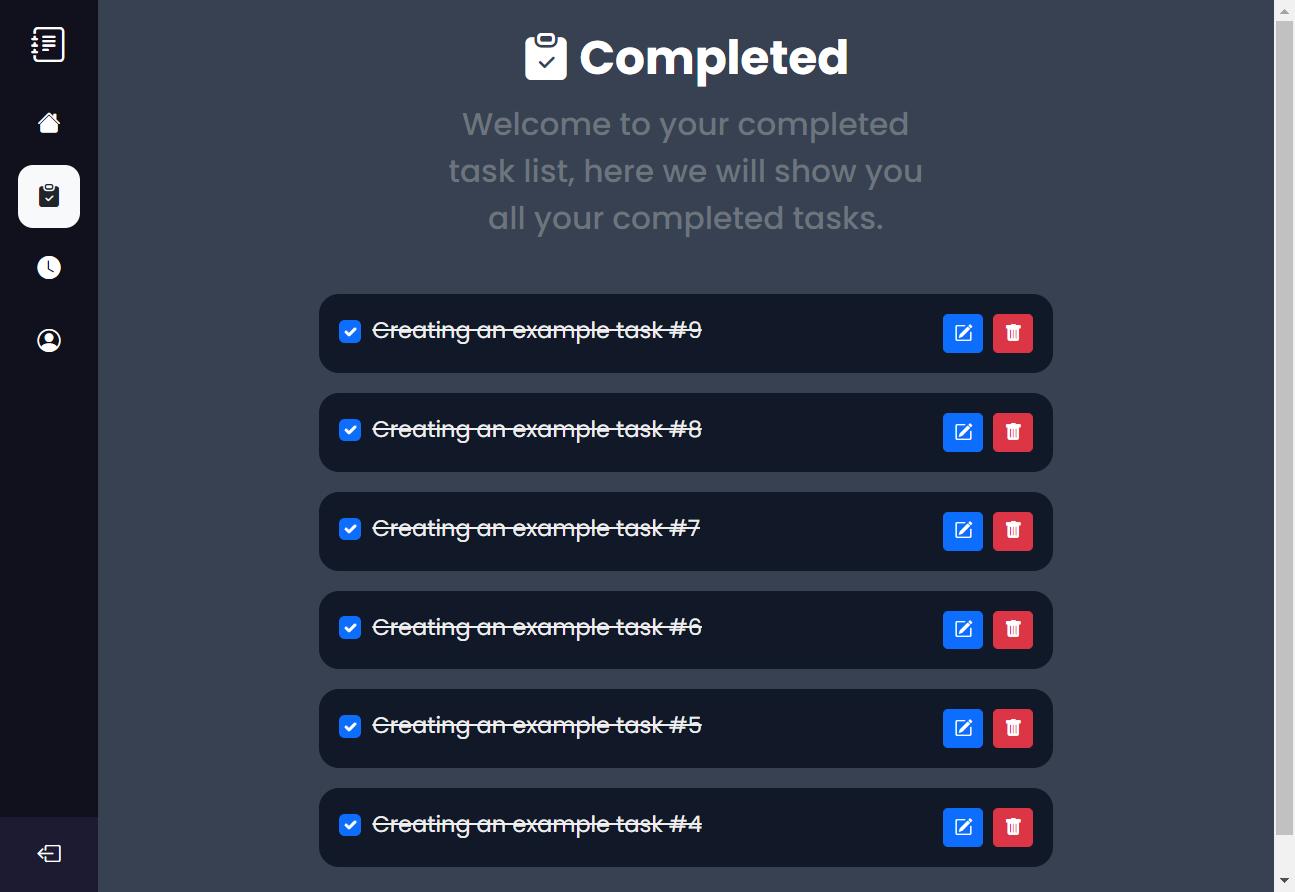 Completed
Welcome to your completed
task list, here we will show you
all your completed tasks.
Creating an example task #9
Creating an example task #8
Creating an example task #7
Creating an example task #6
Creating an example task #5
Creating an example task #4